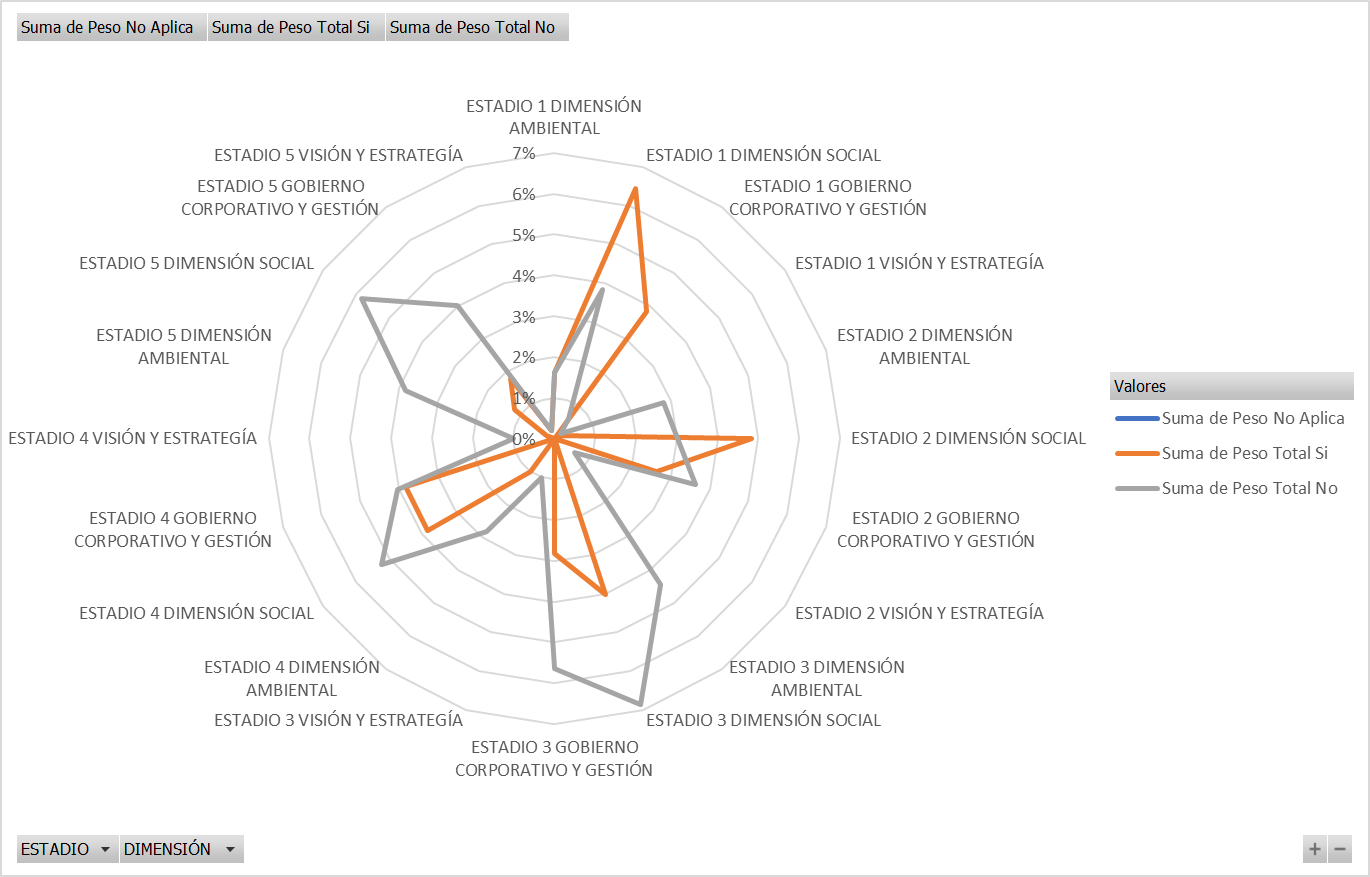 Suma de Peso No Aplica
Suma de Peso Total Si
Suma de Peso Total No
ESTADIO 1 DIMENSIÓN
AMBIENTAL
ESTADIO 1 DIMENSIÓN SOCIAL
ESTADIO 1 GOBIERNO
CORPORATIVO Y GESTIÓN
ESTADIO 1 VISIÓN Y ESTRATEGÍA
ESTADIO 2 DIMENSIÓN
AMBIENTAL
ESTADIO 2 DIMENSIÓN SOCIAL
ESTADIO 2 GOBIERNO
CORPORATIVO Y GESTIÓN
ESTADIO 2 VISIÓN Y ESTRATEGÍA
ESTADIO 3 DIMENSIÓN
AMBIENTAL
ESTADIO 3 DIMENSIÓN SOCIAL
ESTADIO 3 GOBIERNO
CORPORATIVO Y GESTIÓN
ESTADIO 3 VISIÓN Y ESTRATEGÍA
ESTADIO 4 DIMENSIÓN
AMBIENTAL
ESTADIO 4 DIMENSIÓN SOCIAL
ESTADIO 4 GOBIERNO
CORPORATIVO Y GESTIÓN
ESTADIO 4 VISIÓN Y ESTRATEGÍA
ESTADIO 5 DIMENSIÓN
AMBIENTAL
ESTADIO 5 DIMENSIÓN SOCIAL
ESTADIO 5 GOBIERNO
CORPORATIVO Y GESTIÓN
ESTADIO 5 VISIÓN Y ESTRATEGÍA
7%
6%
5%
4%
3%
2%
1%
0%
Valores
Suma de Peso No Aplica
Suma de Peso Total Si
Suma de Peso Total No
ESTADIO
DIMENSIÓN
+ −